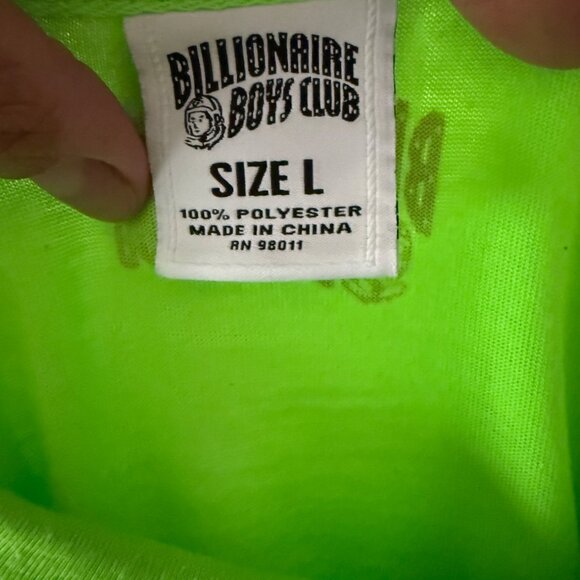 BILLIONAIRE
BOYS CLUB
SIZE L
100% POLYESTER
MADE IN CHINA
RN 98011